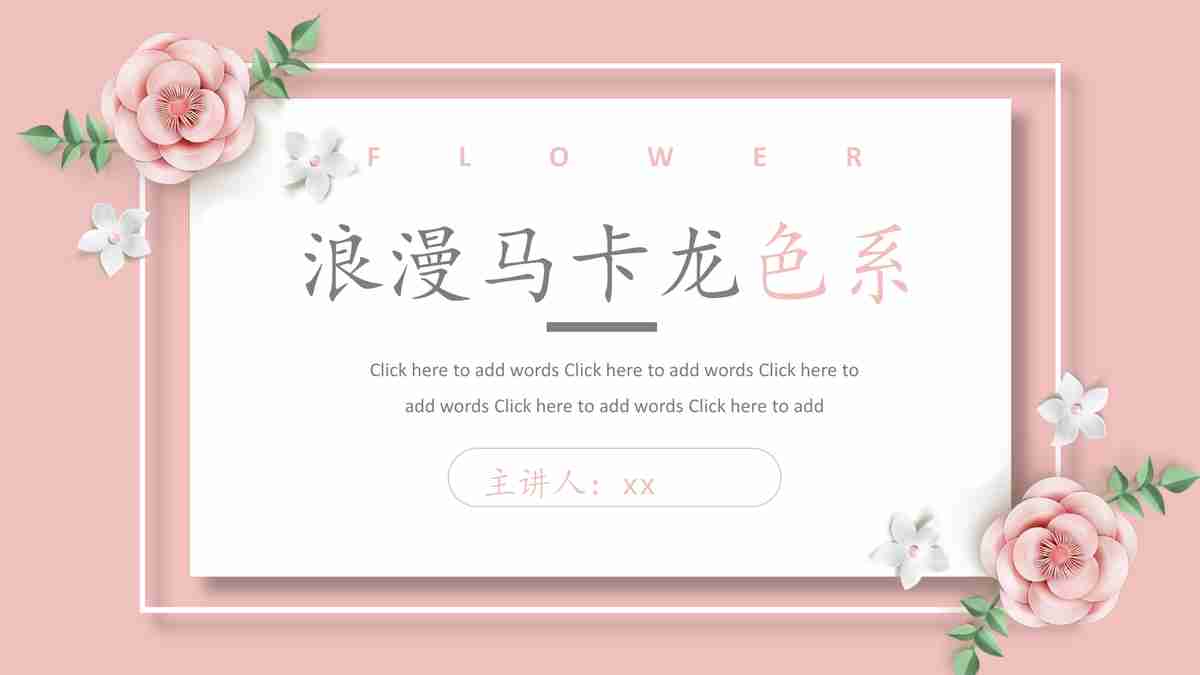 FLOWER
浪漫马卡龙色系
Click here to add words Click here to add words Click here to
add words Click here to add words Click here to add
主讲人：xx